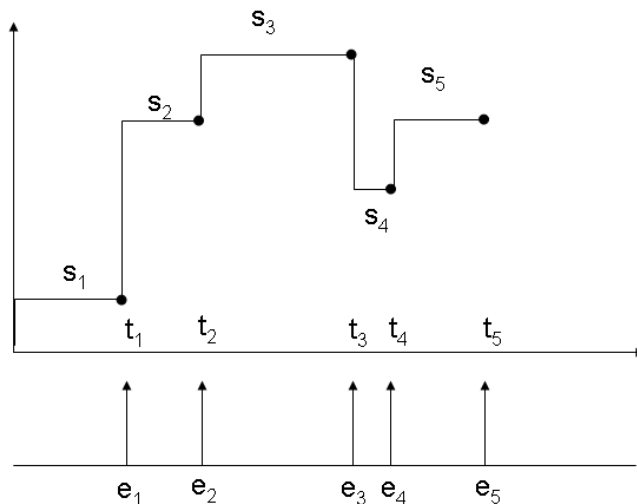 s₃
s₂ s₅
s₄
s₁
t₁ t₂ t₃ t₄ t₅
e₁ e₂ e₃ e₄ e₅